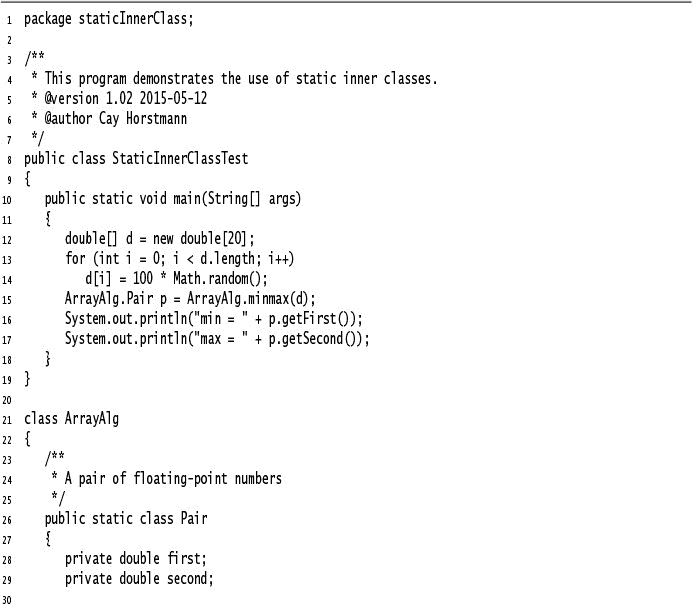 1 package staticInnerClass;
2
3 /**
4  * This program demonstrates the use of static inner classes.
5  * @version 1.02 2015-05-12
6  * @author Cay Horstmann
7  */
8 public class StaticInnerClassTest
9 {
10    public static void main(String[] args)
11    {
12       double[] d = new double[20];
13       for (int i = 0; i < d.length; i++)
14          d[i] = 100 * Math.random();
15       ArrayAlg.Pair p = ArrayAlg.minmax(d);
16       System.out.println("min = " + p.getFirst());
17       System.out.println("max = " + p.getSecond());
18    }
19 }
20
21 class ArrayAlg
22 {
23    /**
24     * A pair of floating-point numbers
25     */
26    public static class Pair
27    {
28       private double first;
29       private double second;
30